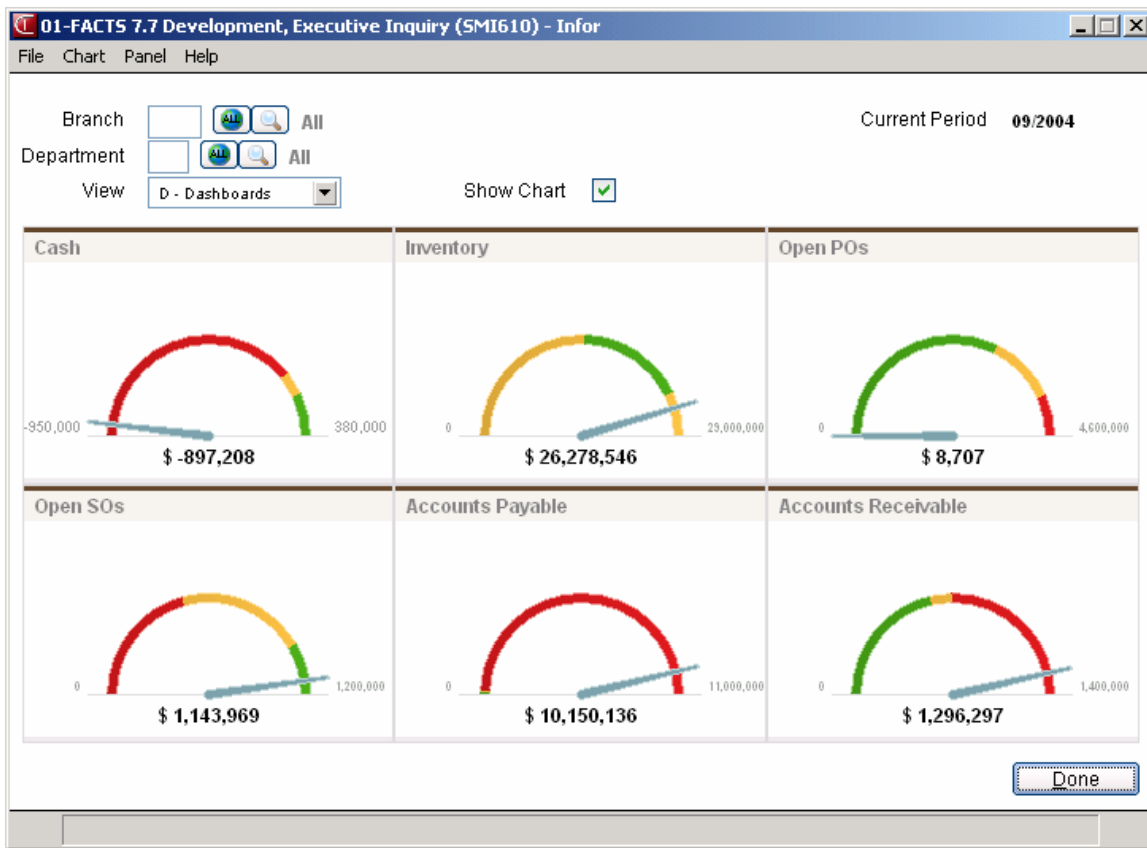 01-FACTS 7.7 Development, Executive Inquiry (SMI610) - Infor
File Chart Panel Help
Branch ALL All Current Period 09/2004
Department ALL All
View D - Dashboards Show Chart
Cash Inventory Open POs
-950,000 380,000 0 29,000,000 0 4,600,000
$ -897,208 $ 26,278,546 $ 8,707
Open SOs Accounts Payable Accounts Receivable
0 1,200,000 0 11,000,000 0 1,400,000
$ 1,143,969 $ 10,150,136 $ 1,296,297
Done